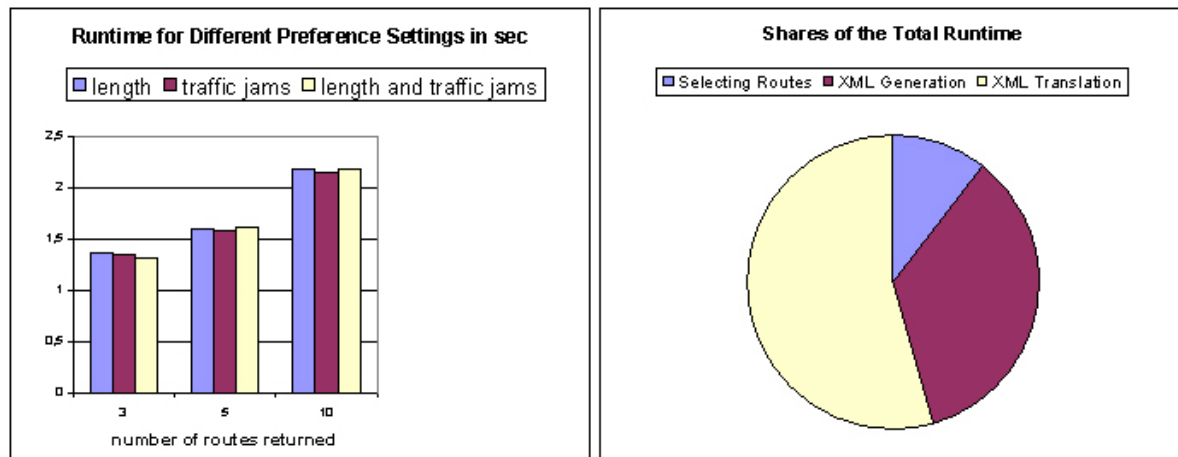 Runtime for Different Preference Settings in sec
length traffic jams length and traffic jams
2,5
2
1,5
1
0,5
0
3 5 10
number of routes returned
Shares of the Total Runtime
Selecting Routes XML Generation XML Translation